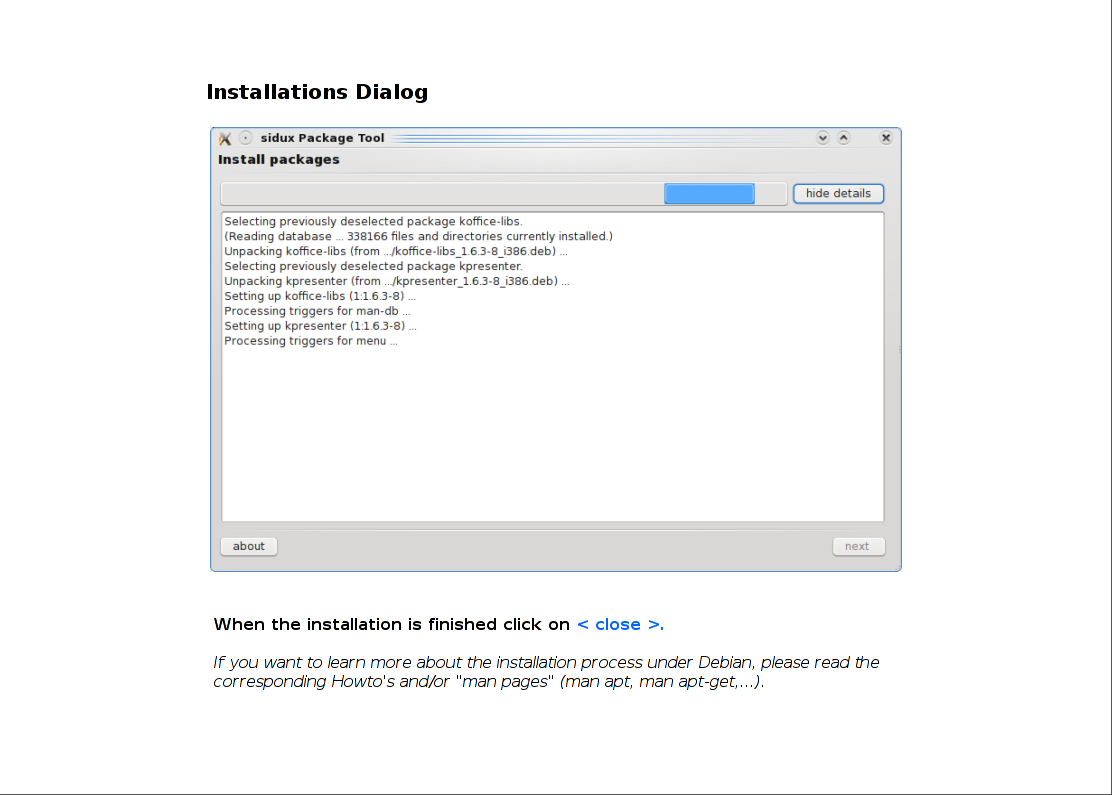 Installations Dialog
sidux Package Tool
Install packages
hide details
Selecting previously deselected package koffice-libs.
(Reading database ... 338166 files and directories currently installed.)
Unpacking koffice-libs (from .../koffice-libs_1.6.3-8_i386.deb) ...
Selecting previously deselected package kpresenter.
Unpacking kpresenter (from .../kpresenter_1.6.3-8_i386.deb) ...
Setting up koffice-libs (1:1.6.3-8) ...
Processing triggers for man-db ...
Setting up kpresenter (1:1.6.3-8) ...
Processing triggers for menu ...
about
next
When the installation is finished click on < close >.
If you want to learn more about the installation process under Debian, please read the
corresponding Howto's and/or "man pages" (man apt, man apt-get,...).